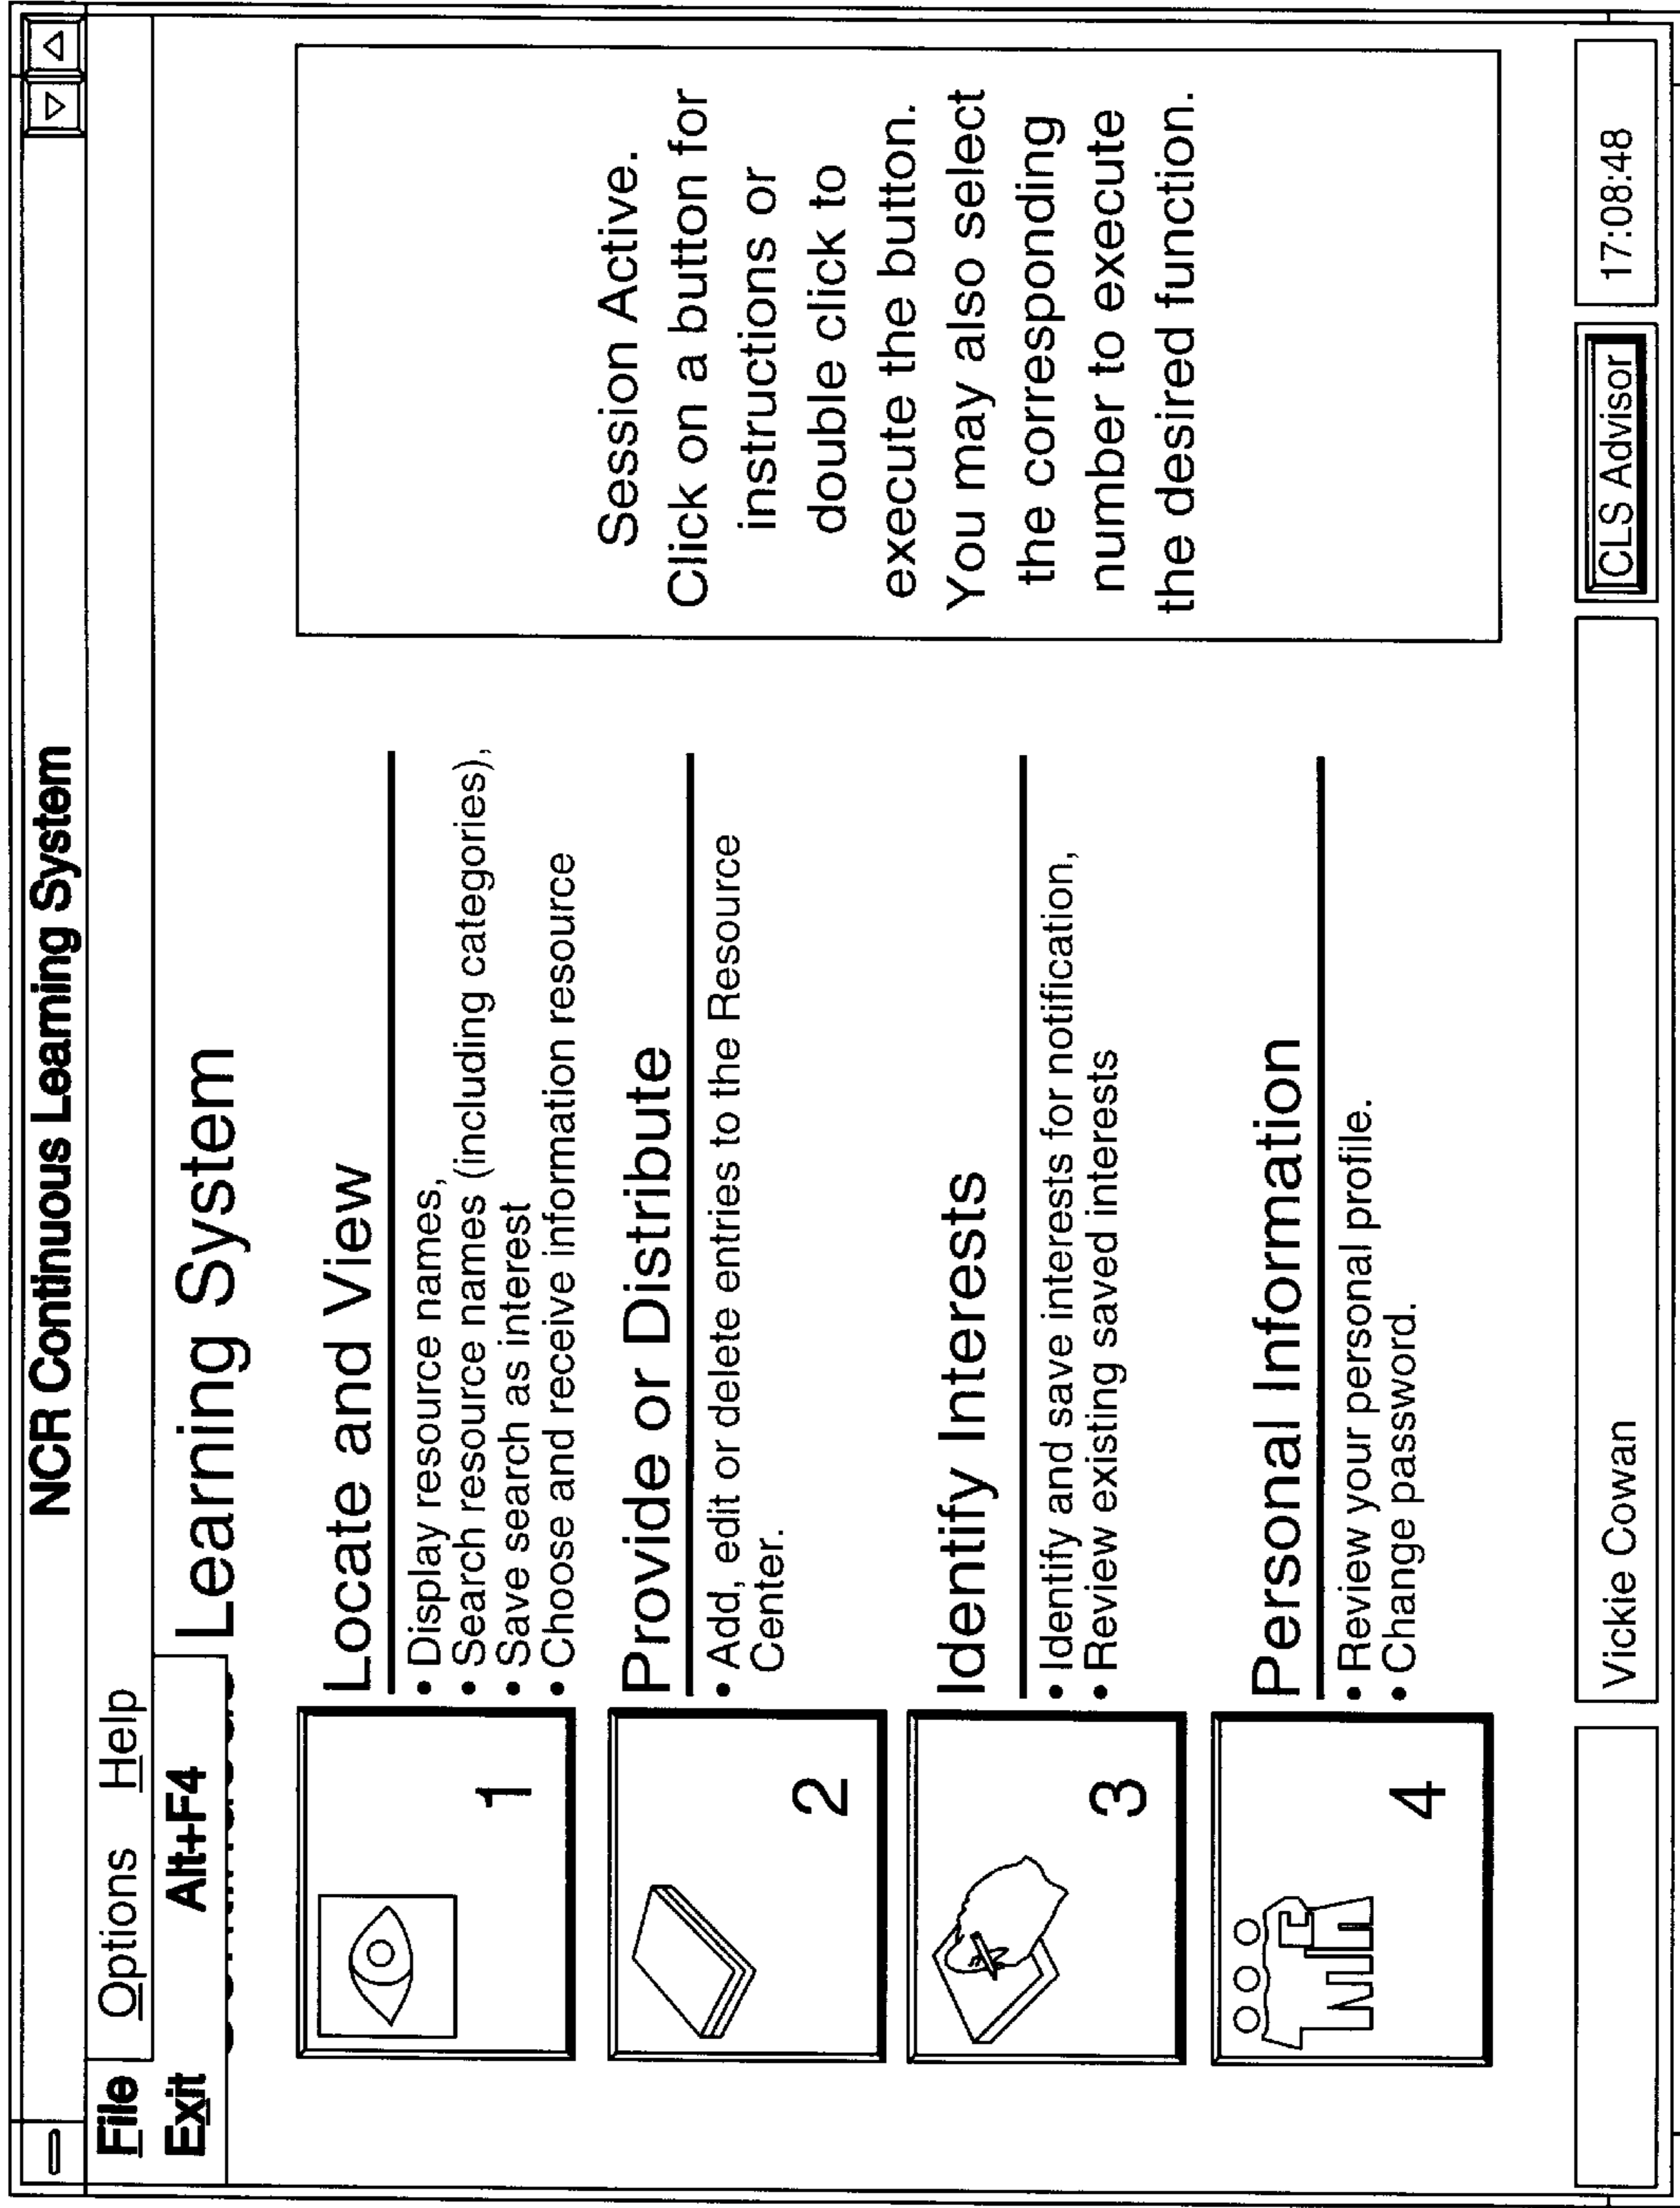 NCR Continuous Learning System
File Options Help
Exit Alt+F4
Learning System
1
Locate and View
• Display resource names,
• Search resource names (including categories),
• Save search as interest
• Choose and receive information resource
2
Provide or Distribute
• Add, edit or delete entries to the Resource
Center.
3
Identify Interests
• Identify and save interests for notification,
• Review existing saved interests
4
Personal Information
• Review your personal profile.
• Change password.
Session Active.
Click on a button for
instructions or
double click to
execute the button.
You may also select
the corresponding
number to execute
the desired function.
Vickie Cowan
CLS Advisor
17:08:48